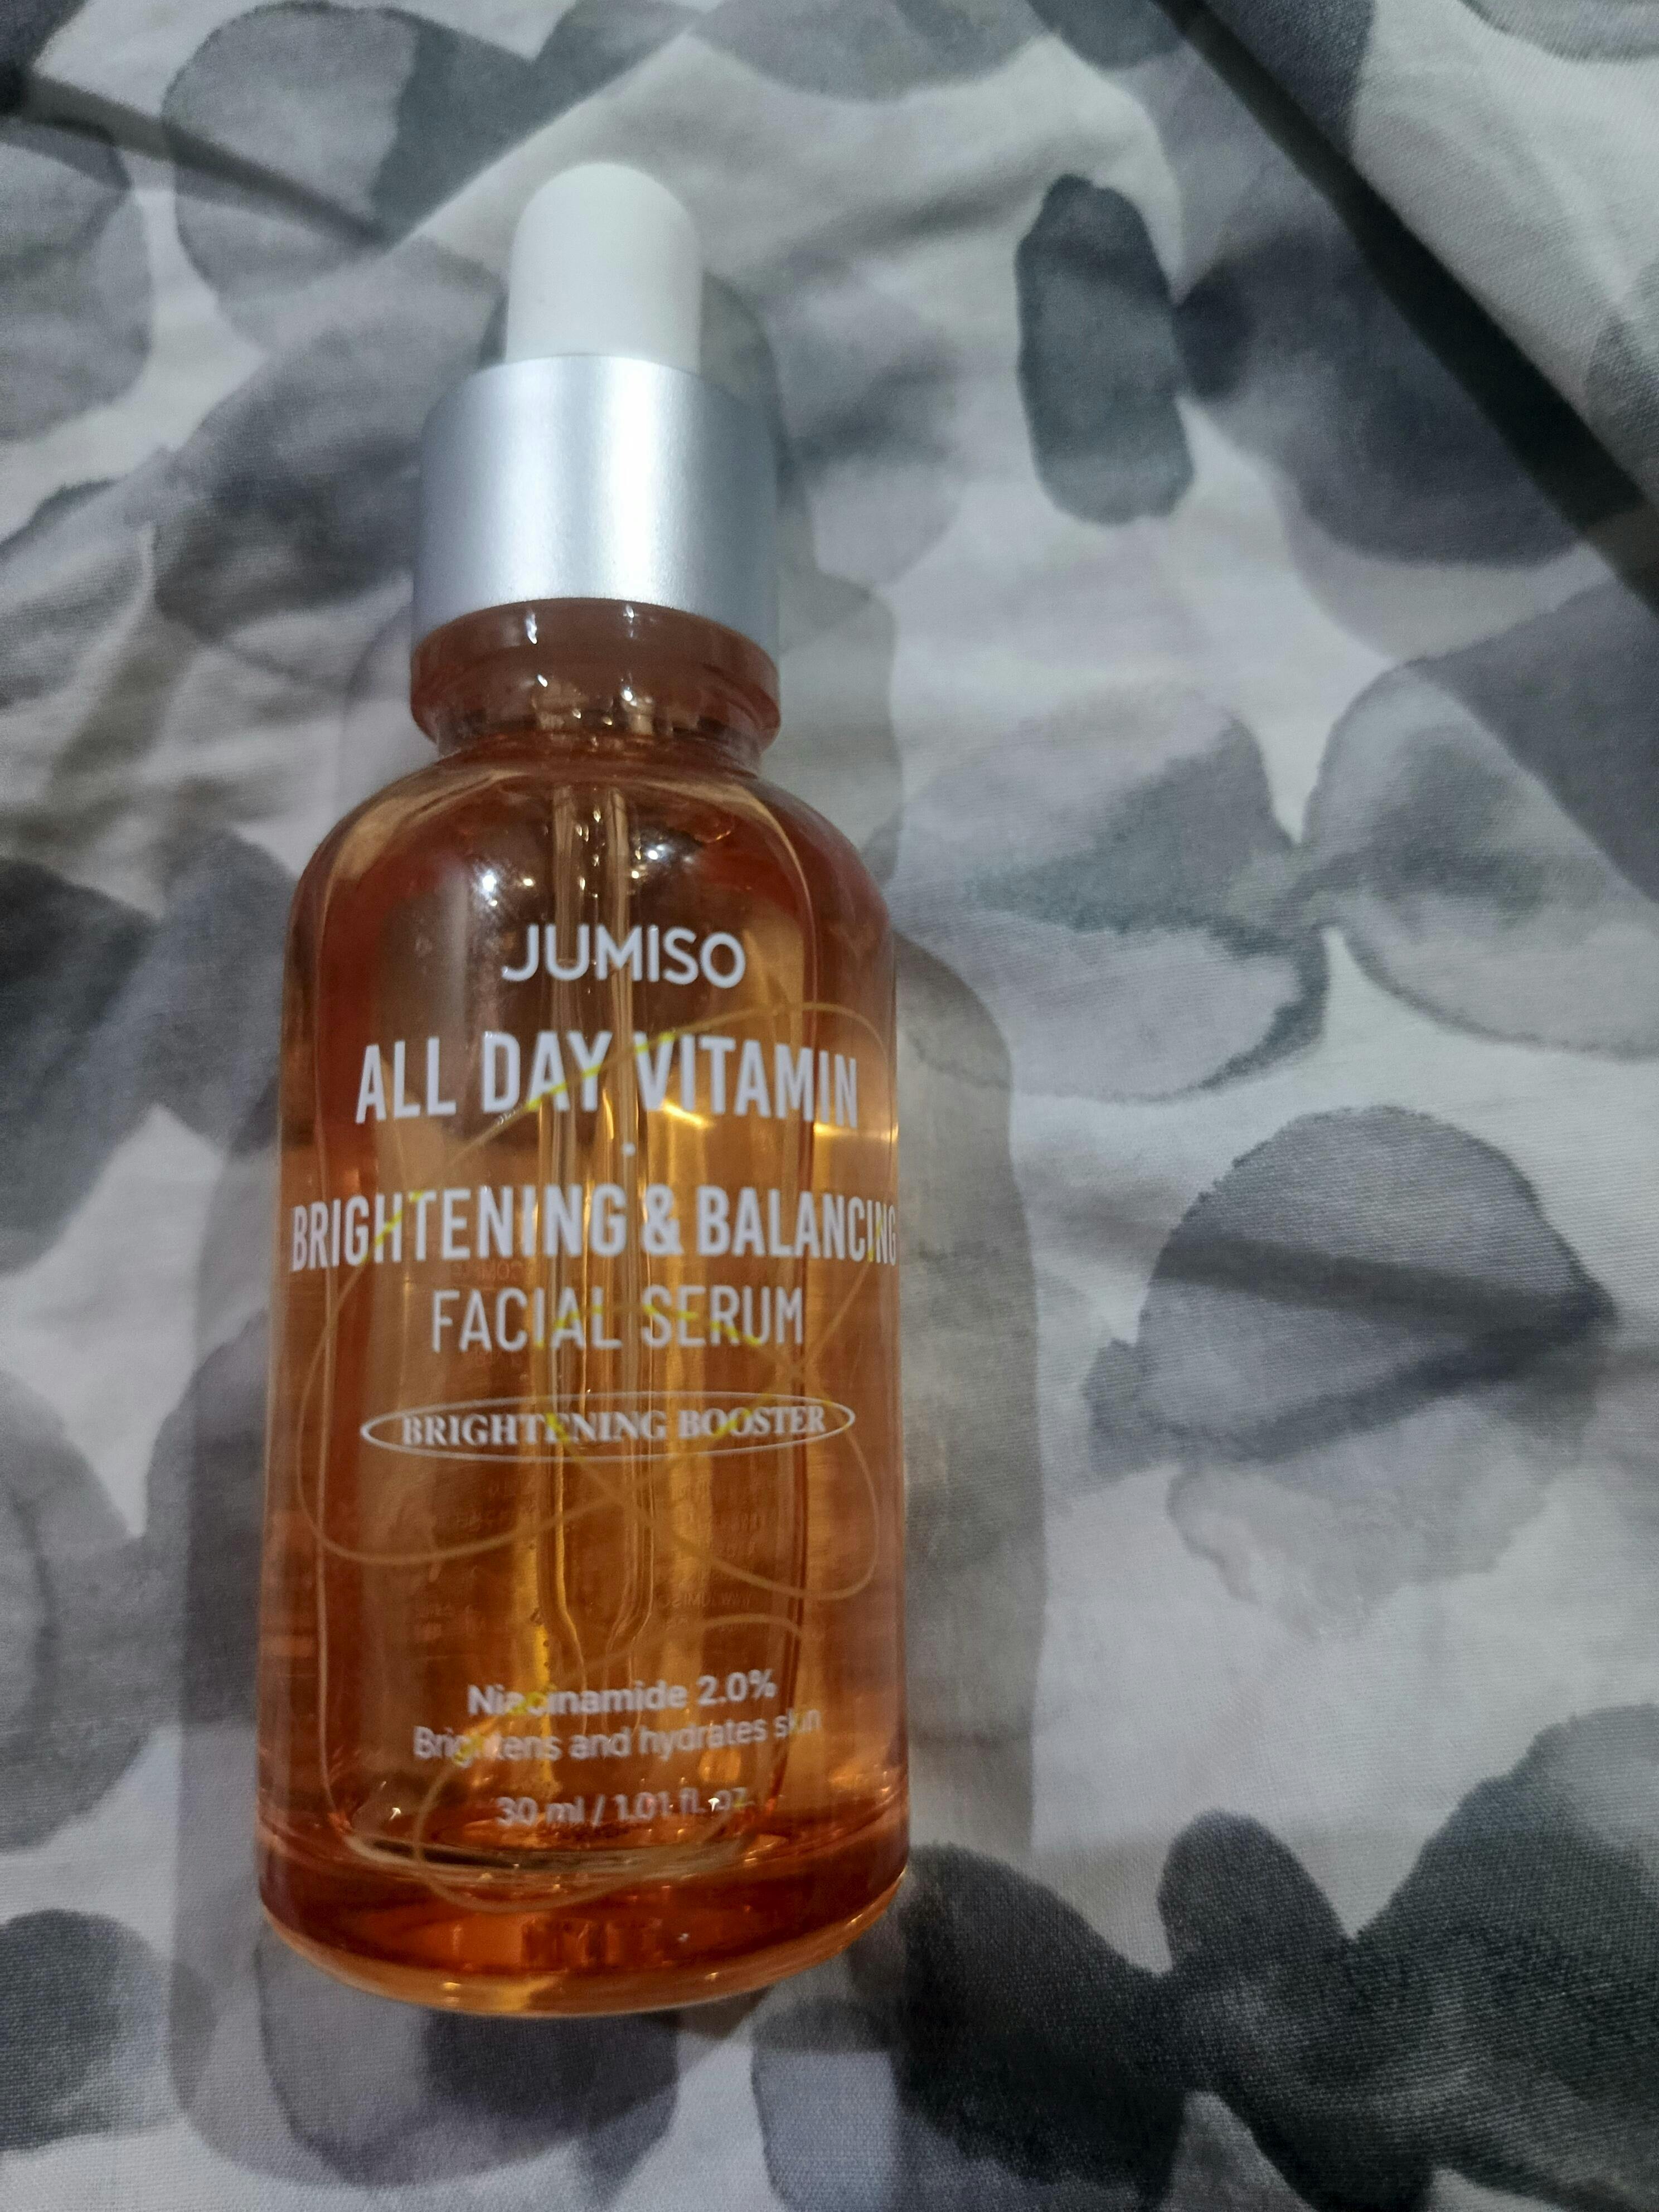 JUMISO
ALL DAY VITAMIN
BRIGHTENING & BALANCING
FACIAL SERUM
BRIGHTENING BOOSTER
Niacinamide 2.0%
Brightens and hydrates skin
30 ml / 1.01 fl.oz